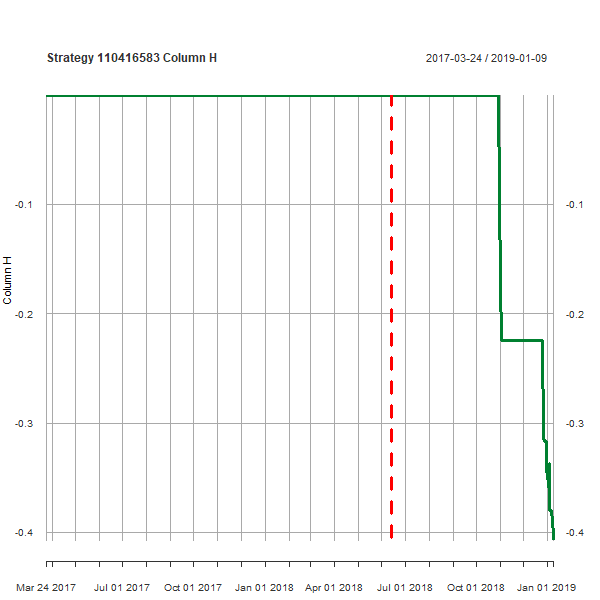 Strategy 110416583 Column H
2017-03-24 / 2019-01-09
-0.1
-0.1
-0.2
-0.2
Column H
-0.3
-0.3
-0.4
-0.4
Mar 24 2017
Jul 01 2017
Oct 01 2017
Jan 01 2018
Apr 01 2018
Jul 01 2018
Oct 01 2018
Jan 01 2019